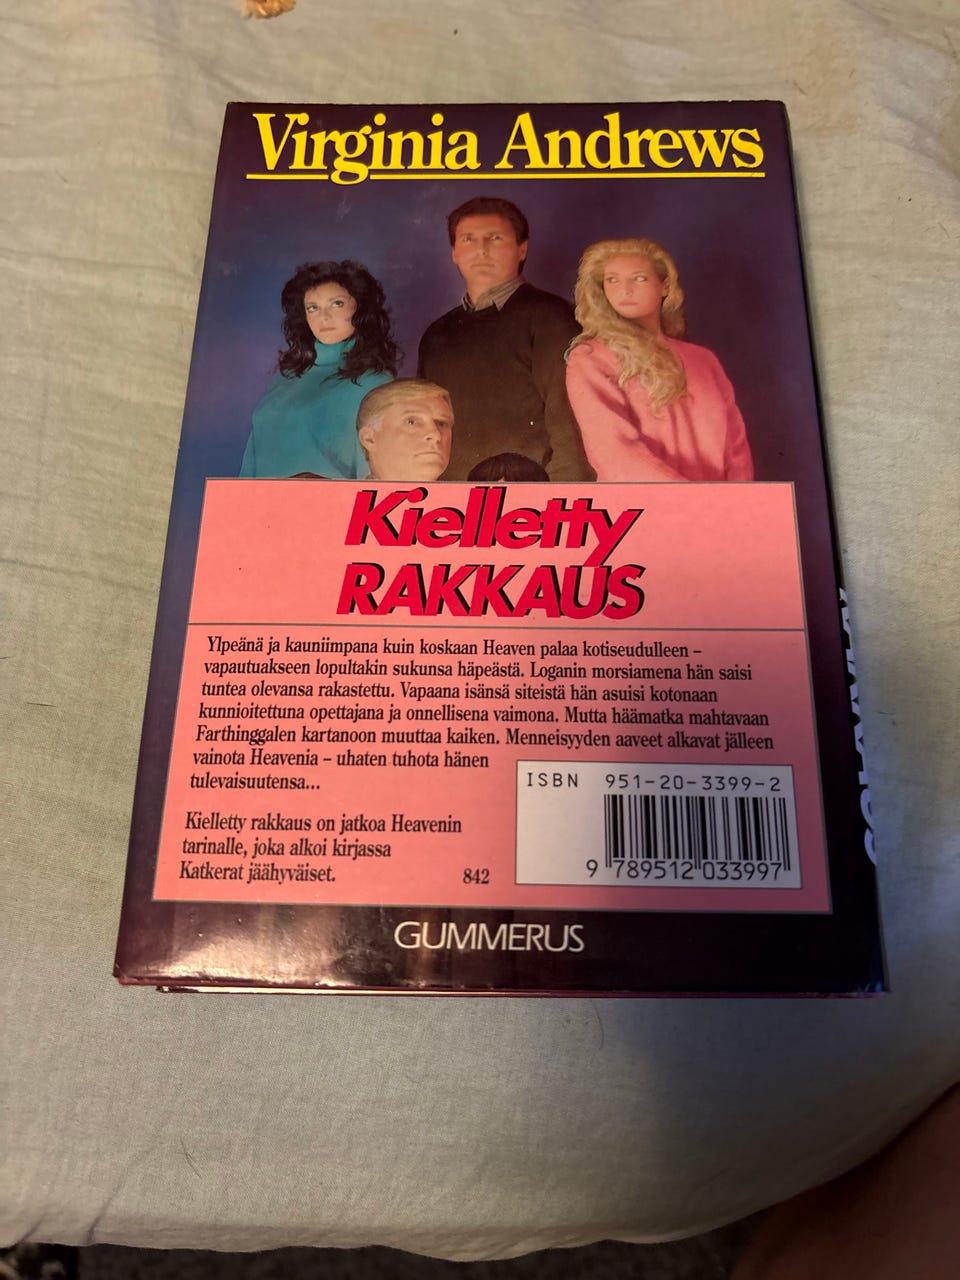 Virginia Andrews
Kielletty
RAKKAUS
Ylpeänä ja kauniimpana kuin koskaan Heaven palaa kotiseudulleen –
vapautuakseen lopultakin sukunsa häpeästä. Loganin morsiamena hän saisi
tuntea olevansa rakastettu. Vapaana isänsä siteistä hän asuisi kotonaan
kunnioitettuna opettajana ja onnellisena vaimona. Mutta häämatka mahtavaan
Farthinggalen kartanoon muuttaa kaiken. Menneisyyden aaveet alkavat jälleen
vainota Heavenia – uhaten tuhota hänen
tulevaisuutensa...
Kielletty rakkaus on jatkoa Heavenin
tarinalle, joka alkoi kirjassa
Katkerat jäähyväiset.
842
ISBN 951-20-3399-2
9 789512 033997
GUMMERUS